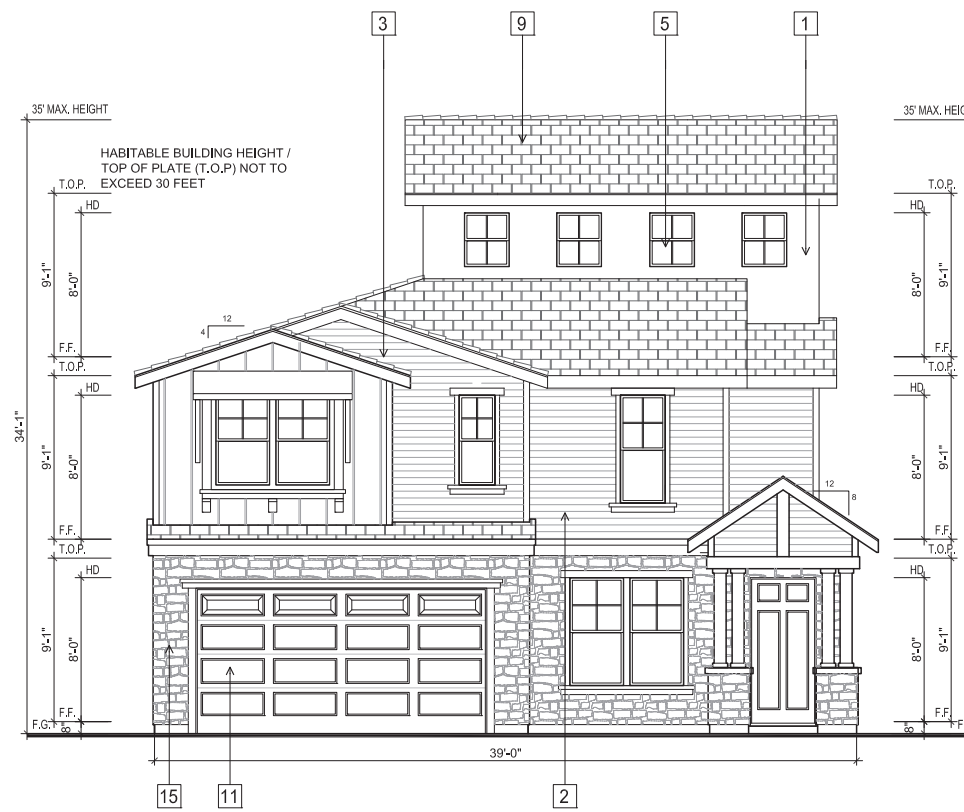 3
9
5
1
35' MAX. HEIGHT
35' MAX. HEIG
HABITABLE BUILDING HEIGHT /
TOP OF PLATE (T.O.P) NOT TO
EXCEED 30 FEET
T.O.P.
HD
9'-1"
8'-0"
F.F.
T.O.P.
HD
9'-1"
8'-0"
F.F.
T.O.P.
HD
9'-1"
8'-0"
F.F.
F.G.
8"
34'-1"
12
4
12
8
T.O.P.
HD
9'-1"
8'-0"
F.F.
T.O.P.
HD
9'-1"
8'-0"
F.F.
T.O.P.
HD
9'-1"
8'-0"
F.F.
8"
F
39'-0"
15
11
2